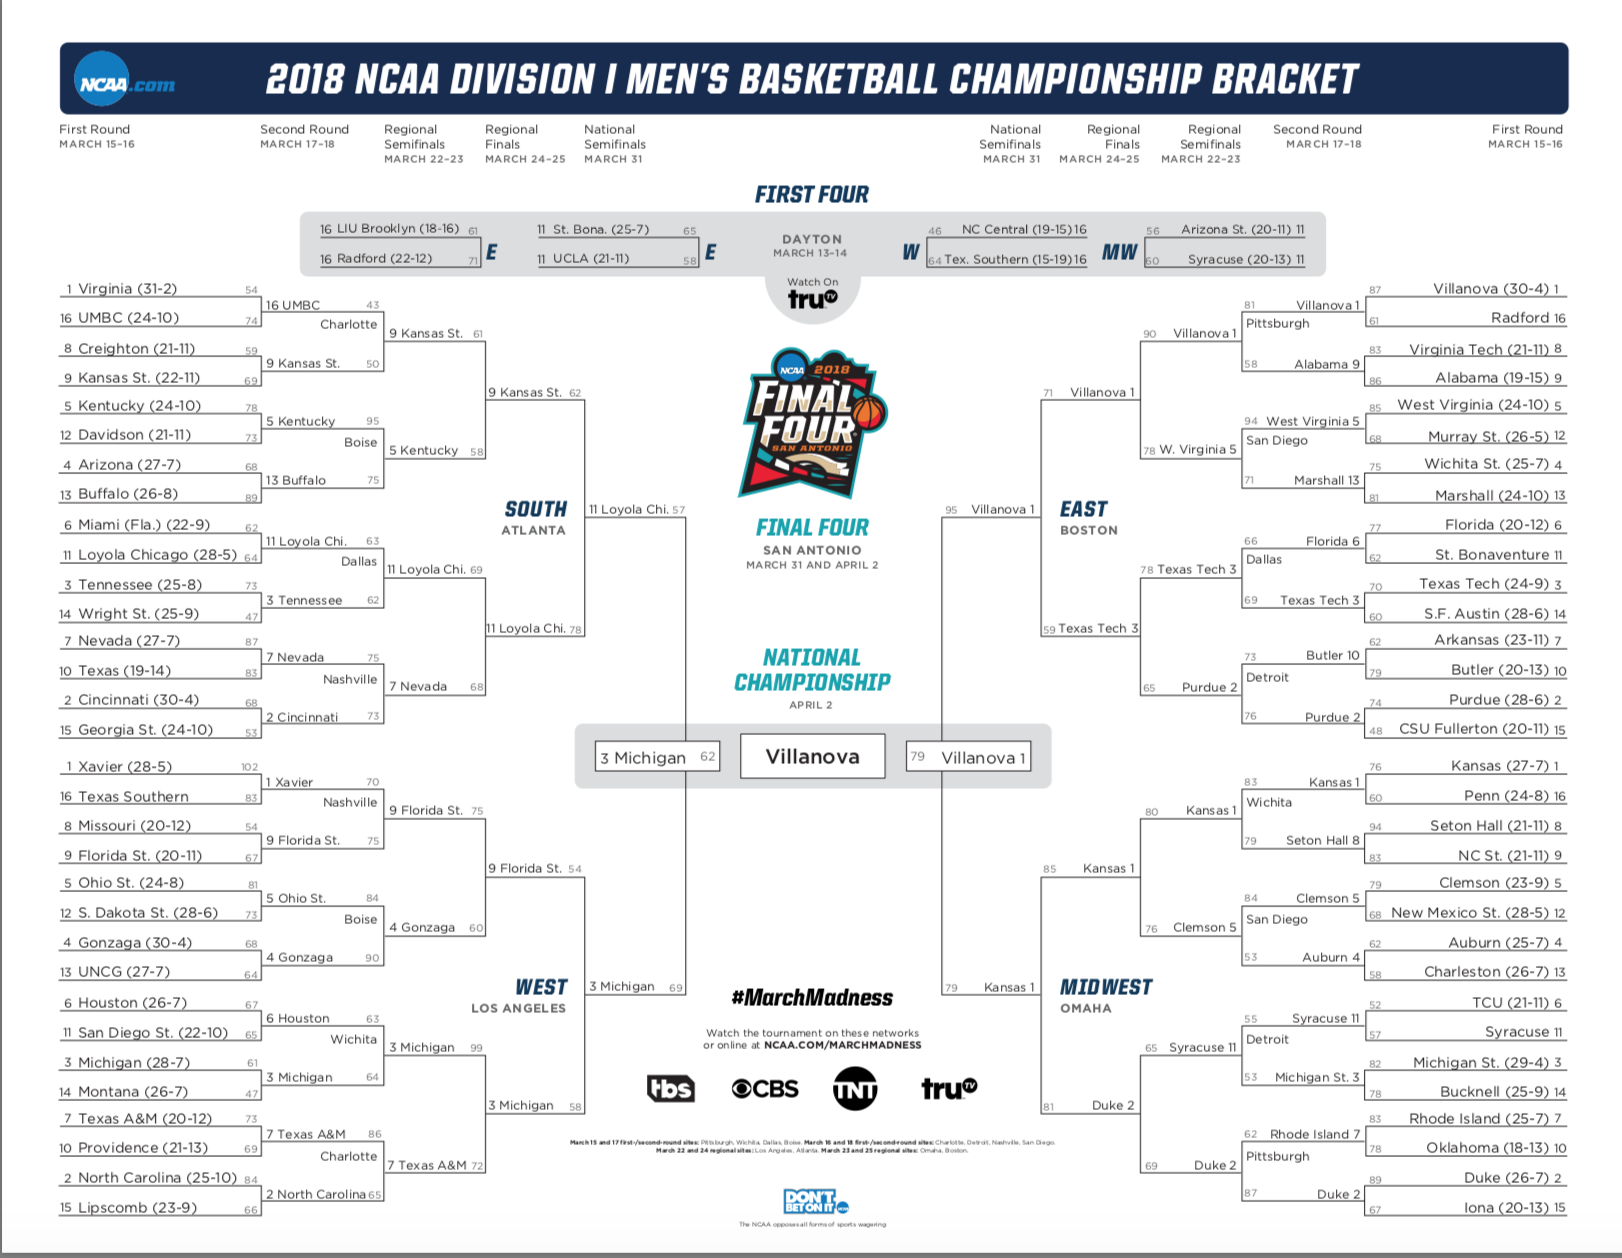 NCAA.com
2018 NCAA DIVISION I MEN'S BASKETBALL CHAMPIONSHIP BRACKET
First Round
MARCH 15–16
Second Round
MARCH 17–18
Regional
Semifinals
MARCH 22–23
Regional
Finals
MARCH 24–25
National
Semifinals
MARCH 31
National
Semifinals
MARCH 31
Regional
Finals
MARCH 24–25
Regional
Semifinals
MARCH 22–23
Second Round
MARCH 17–18
First Round
MARCH 15–16
FIRST FOUR
16 LIU Brooklyn (18-16) 61
16 Radford (22-12) 71
E
11 St. Bona. (25-7) 65
11 UCLA (21-11) 58
E
DAYTON
MARCH 13–14
W
46 NC Central (19-15) 16
64 Tex. Southern (15-19) 16
MW
56 Arizona St. (20-11) 11
60 Syracuse (20-13) 11
Watch On
truTV
1 Virginia (31-2) 54
16 UMBC (24-10) 74
8 Creighton (21-11) 59
9 Kansas St. (22-11) 69
5 Kentucky (24-10) 78
12 Davidson (21-11) 73
4 Arizona (27-7) 68
13 Buffalo (26-8) 89
6 Miami (Fla.) (22-9) 62
11 Loyola Chicago (28-5) 64
3 Tennessee (25-8) 73
14 Wright St. (25-9) 47
7 Nevada (27-7) 87
10 Texas (19-14) 83
2 Cincinnati (30-4) 68
15 Georgia St. (24-10) 53
16 UMBC 43
Charlotte
9 Kansas St. 50
5 Kentucky 95
Boise
13 Buffalo 75
11 Loyola Chi. 63
Dallas
3 Tennessee 62
7 Nevada 75
Nashville
2 Cincinnati 73
9 Kansas St. 61
5 Kentucky 58
11 Loyola Chi. 69
7 Nevada 68
9 Kansas St. 62
11 Loyola Chi. 78
SOUTH
ATLANTA
11 Loyola Chi. 57
1 Xavier (28-5) 102
16 Texas Southern 83
8 Missouri (20-12) 54
9 Florida St. (20-11) 67
5 Ohio St. (24-8) 81
12 S. Dakota St. (28-6) 73
4 Gonzaga (30-4) 68
13 UNCG (27-7) 64
6 Houston (26-7) 67
11 San Diego St. (22-10) 65
3 Michigan (28-7) 61
14 Montana (26-7) 47
7 Texas A&M (20-12) 73
10 Providence (21-13) 69
2 North Carolina (25-10) 84
15 Lipscomb (23-9) 66
1 Xavier 70
Nashville
9 Florida St. 75
5 Ohio St. 84
Boise
4 Gonzaga 90
6 Houston 63
Wichita
3 Michigan 64
7 Texas A&M 86
Charlotte
2 North Carolina 65
9 Florida St. 75
4 Gonzaga 60
3 Michigan 99
7 Texas A&M 72
9 Florida St. 54
3 Michigan 58
WEST
LOS ANGELES
3 Michigan 69
NCAA 2018
FINAL
FOUR
SAN ANTONIO
FINAL FOUR
SAN ANTONIO
MARCH 31 AND APRIL 2
NATIONAL
CHAMPIONSHIP
APRIL 2
3 Michigan 62
Villanova
79 Villanova 1
#MarchMadness
Watch the tournament on these networks
or online at NCAA.COM/MARCHMADNESS
tbs CBS TNT truTV
March 15 and 17 first-/second-round sites: Pittsburgh, Wichita, Dallas, Boise. March 16 and 18 first-/second-round sites: Charlotte, Detroit, Nashville, San Diego.
March 22 and 24 regional sites: Los Angeles, Atlanta. March 23 and 25 regional sites: Omaha, Boston.
DON'T
BET ON IT
The NCAA opposes all forms of sports wagering
95 Villanova 1
EAST
BOSTON
71 Villanova 1
59 Texas Tech 3
90 Villanova 1
78 W. Virginia 5
78 Texas Tech 3
65 Purdue 2
81 Villanova 1
Pittsburgh
58 Alabama 9
94 West Virginia 5
San Diego
71 Marshall 13
66 Florida 6
Dallas
69 Texas Tech 3
73 Butler 10
Detroit
76 Purdue 2
87 Villanova (30-4) 1
61 Radford 16
83 Virginia Tech (21-11) 8
86 Alabama (19-15) 9
85 West Virginia (24-10) 5
68 Murray St. (26-5) 12
75 Wichita St. (25-7) 4
81 Marshall (24-10) 13
77 Florida (20-12) 6
62 St. Bonaventure 11
70 Texas Tech (24-9) 3
60 S.F. Austin (28-6) 14
62 Arkansas (23-11) 7
79 Butler (20-13) 10
74 Purdue (28-6) 2
48 CSU Fullerton (20-11) 15
79 Kansas 1
MIDWEST
OMAHA
85 Kansas 1
81 Duke 2
80 Kansas 1
76 Clemson 5
65 Syracuse 11
69 Duke 2
83 Kansas 1
Wichita
79 Seton Hall 8
84 Clemson 5
San Diego
53 Auburn 4
55 Syracuse 11
Detroit
53 Michigan St. 3
62 Rhode Island 7
Pittsburgh
87 Duke 2
76 Kansas (27-7) 1
60 Penn (24-8) 16
94 Seton Hall (21-11) 8
83 NC St. (21-11) 9
79 Clemson (23-9) 5
68 New Mexico St. (28-5) 12
62 Auburn (25-7) 4
58 Charleston (26-7) 13
52 TCU (21-11) 6
57 Syracuse 11
82 Michigan St. (29-4) 3
78 Bucknell (25-9) 14
83 Rhode Island (25-7) 7
78 Oklahoma (18-13) 10
89 Duke (26-7) 2
67 Iona (20-13) 15